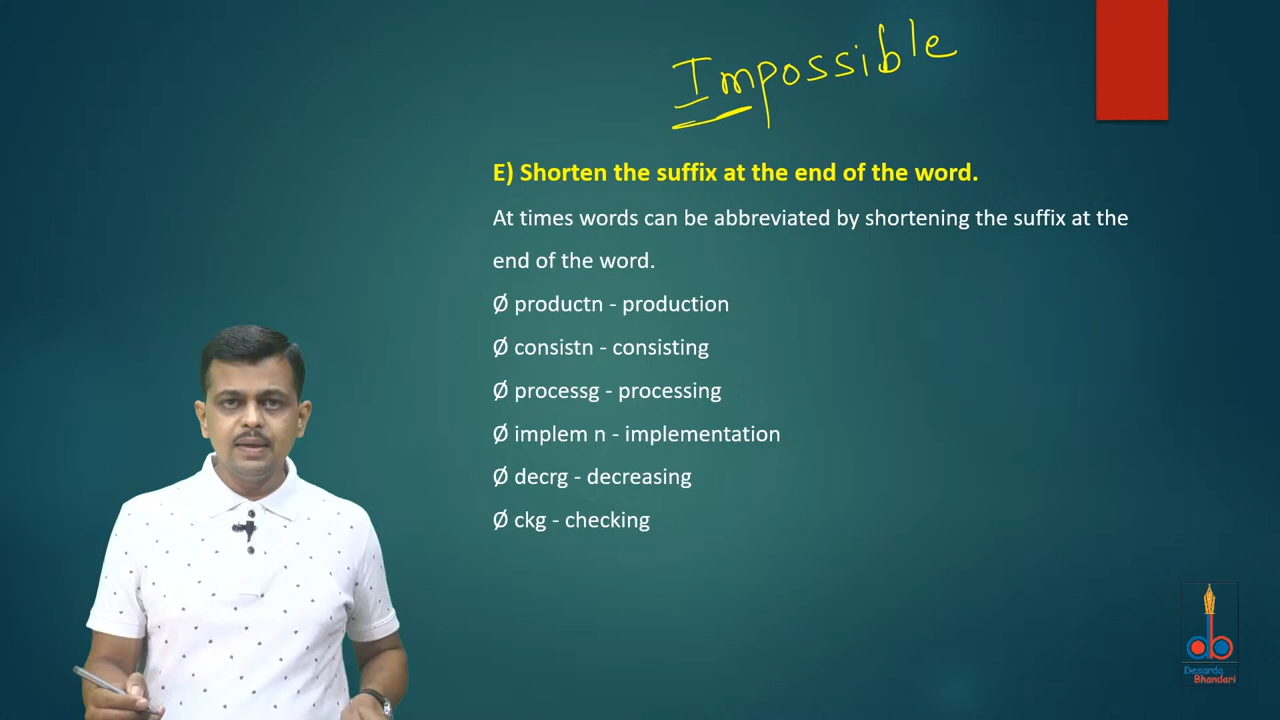 Impossible
E) Shorten the suffix at the end of the word.
At times words can be abbreviated by shortening the suffix at the
end of the word.
Ø productn - production
Ø consistn - consisting
Ø processg - processing
Ø implem n - implementation
Ø decrg - decreasing
Ø ckg - checking
db
Desarda
Bhandari